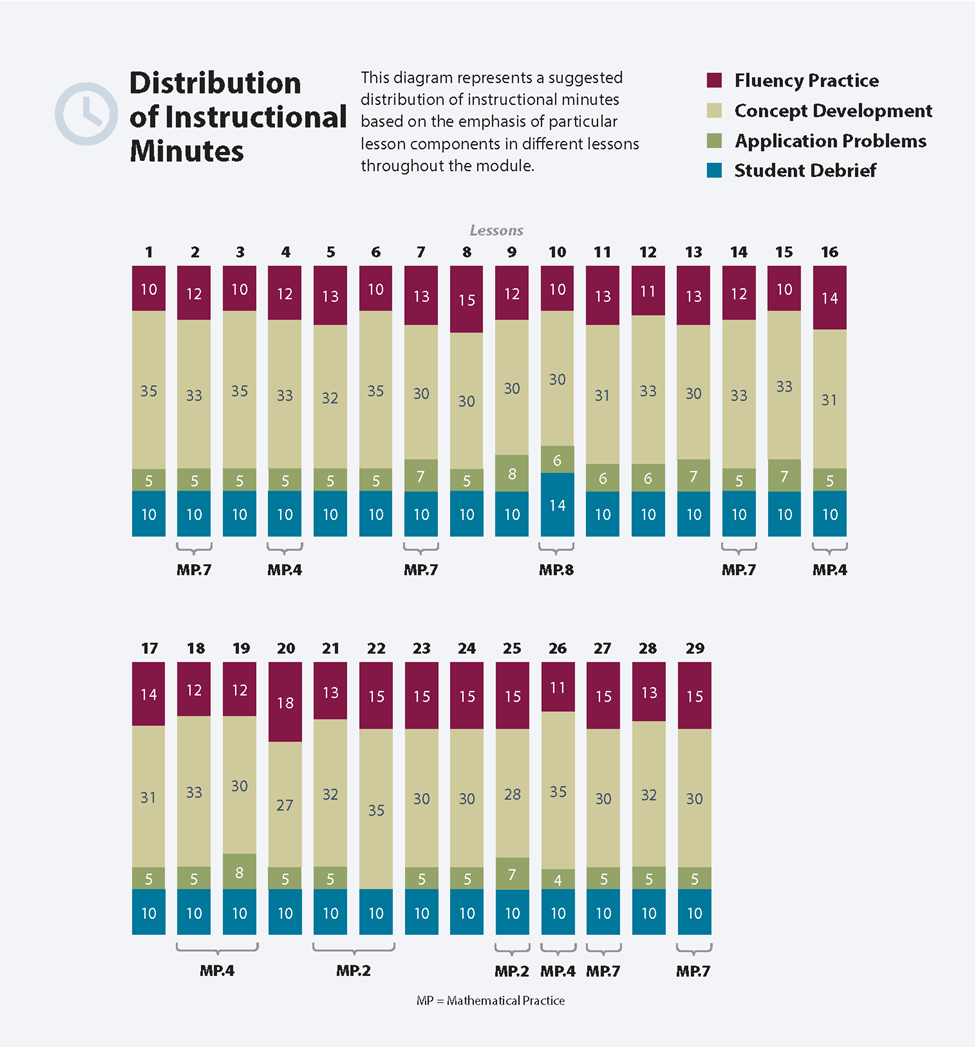 Distribution
of Instructional
Minutes
This diagram represents a suggested
distribution of instructional minutes
based on the emphasis of particular
lesson components in different lessons
throughout the module.
Fluency Practice
Concept Development
Application Problems
Student Debrief
Lessons
1 2 3 4 5 6 7 8 9 10 11 12 13 14 15 16
10 12 10 12 13 10 13 15 12 10 13 11 13 12 10 14
35 33 35 33 32 35 30 30 30 30 31 33 30 33 33 31
5 5 5 5 5 5 7 5 8 6 6 6 7 5 7 5
10 10 10 10 10 10 10 10 10 14 10 10 10 10 10 10
MP.7 MP.4 MP.7 MP.8 MP.7 MP.4
17 18 19 20 21 22 23 24 25 26 27 28 29
14 12 12 18 13 15 15 15 15 11 15 13 15
31 33 30 27 32 35 30 30 28 35 30 32 30
5 5 8 5 5 5 5 7 4 5 5 5
10 10 10 10 10 10 10 10 10 10 10 10 10
MP.4 MP.2 MP.2 MP.4 MP.7 MP.7
MP = Mathematical Practice